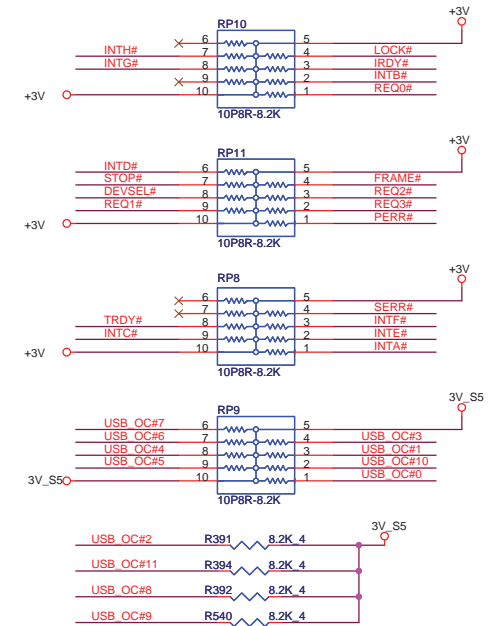 +3V
RP10
6 5
INTH# 7 4 LOCK#
INTG# 8 3 IRDY#
9 2 INTB#
+3V 10 1 REQ0#
10P8R-8.2K
+3V
RP11
INTD# 6 5
STOP# 7 4 FRAME#
DEVSEL# 8 3 REQ2#
REQ1# 9 2 REQ3#
+3V 10 1 PERR#
10P8R-8.2K
+3V
RP8
6 5
7 4 SERR#
TRDY# 8 3 INTF#
INTC# 9 2 INTE#
+3V 10 1 INTA#
10P8R-8.2K
3V_S5
RP9
USB_OC#7 6 5
USB_OC#6 7 4 USB_OC#3
USB_OC#4 8 3 USB_OC#1
USB_OC#5 9 2 USB_OC#10
3V_S5 10 1 USB_OC#0
10P8R-8.2K
3V_S5
USB_OC#2 R391 8.2K_4
USB_OC#11 R394 8.2K_4
USB_OC#8 R392 8.2K_4
USB_OC#9 R540 8.2K_4